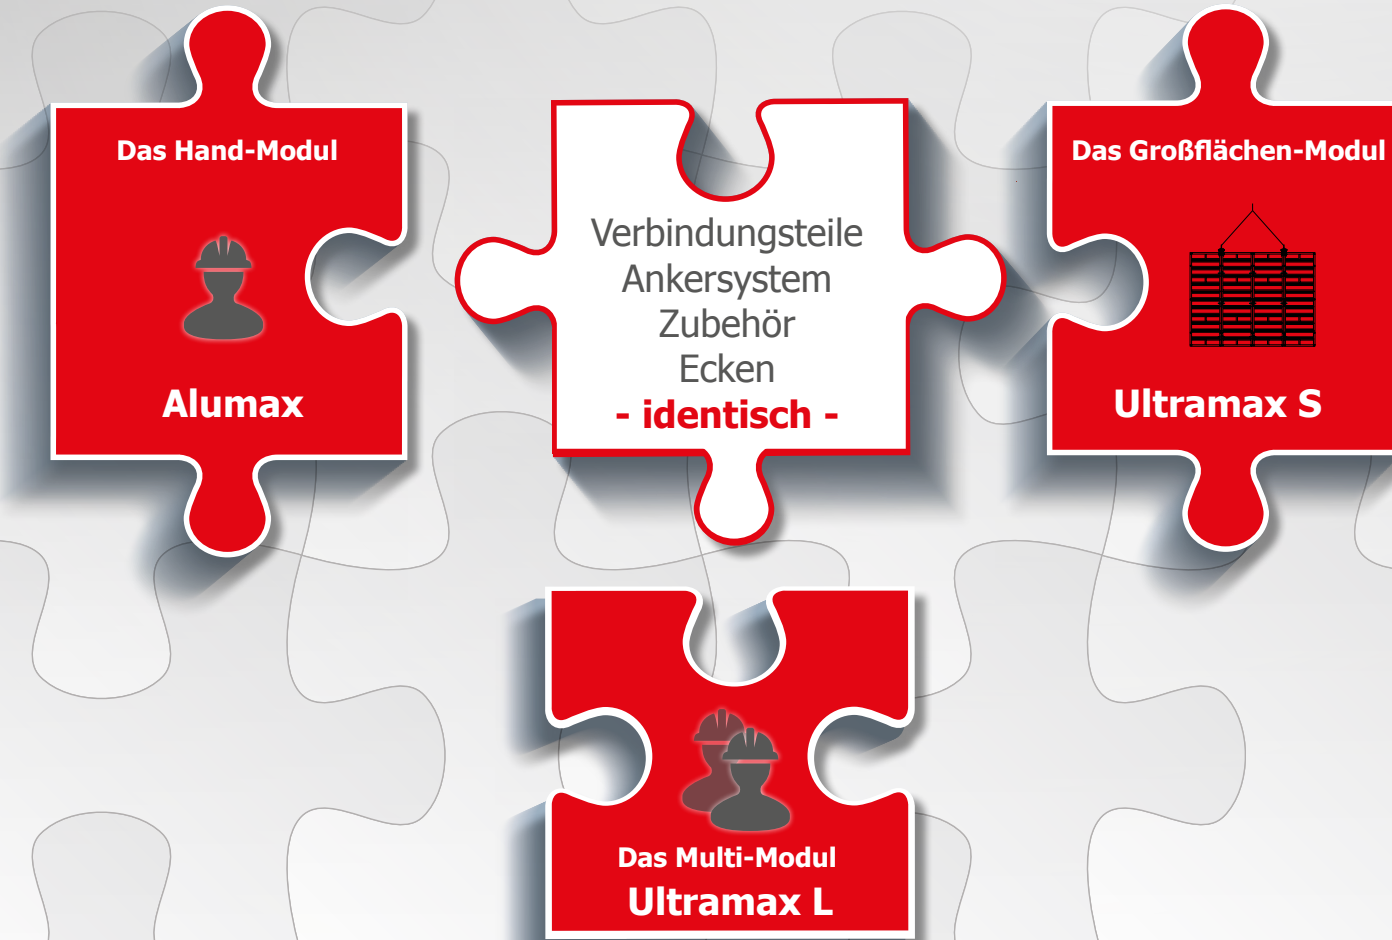 Das Hand-Modul
Alumax
Verbindungsteile
Ankersystem
Zubehör
Ecken
- identisch -
Das Großflächen-Modul
Ultramax S
Das Multi-Modul
Ultramax L